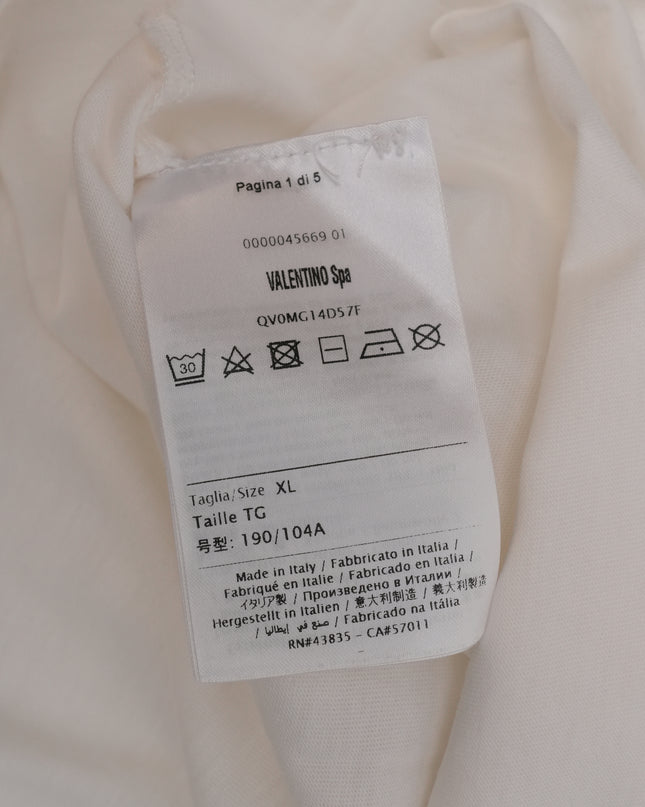 Pagina 1 di 5
0000045669 01
VALENTINO Spa
QV0MG14D57F
30
Taglia/Size XL
Taille TG
号型: 190/104A
Made in Italy / Fabbricato in Italia /
Fabriqué en Italie / Fabricado en Italia /
イタリア製 / Произведено в Италии /
Hergestellt in Italien / 意大利制造 / 義大利製造
/ صنع في إيطاليا / Fabricado na Itália
RN#43835 - CA#57011